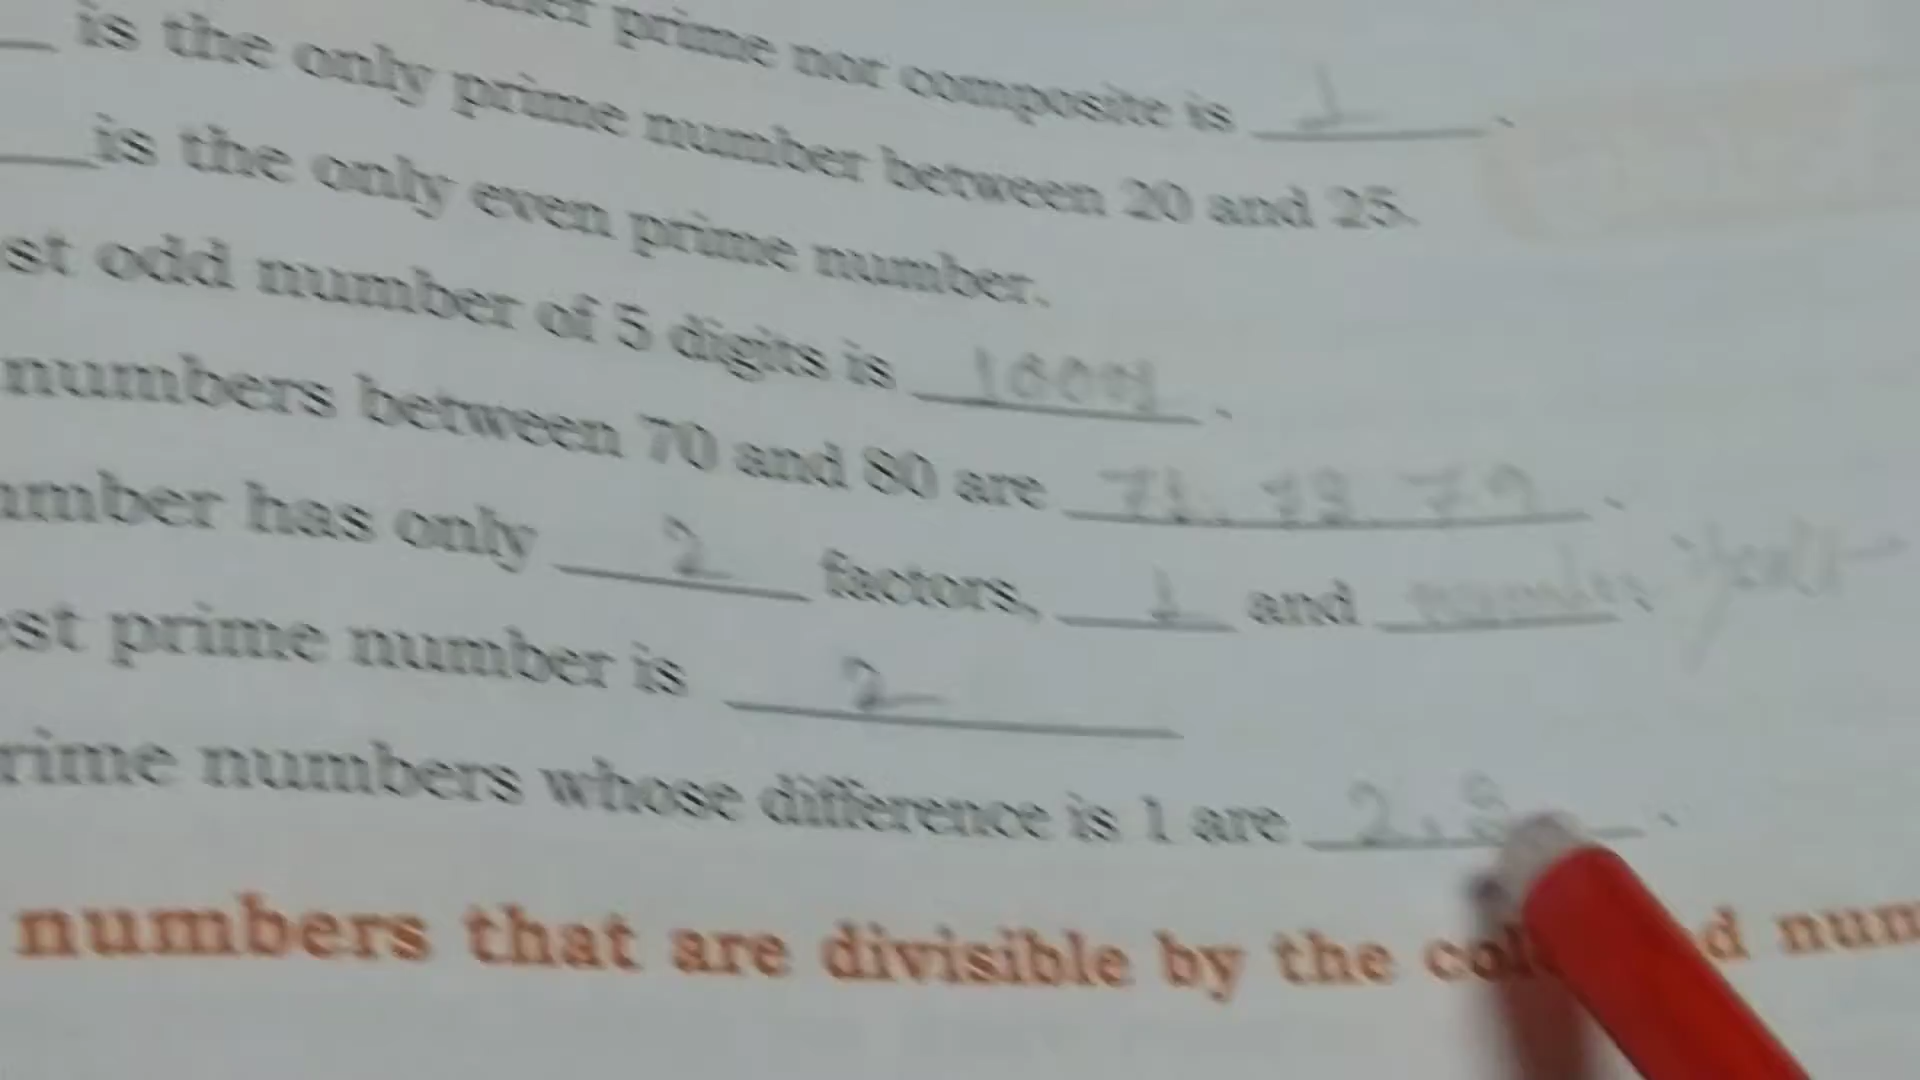 prime nor composite is 1.
is the only prime number between 20 and 25.
is the only even prime number.
st odd number of 5 digits is 10001.
numbers between 70 and 80 are 71, 73, 79.
umber has only 2 factors, 1 and number itself
est prime number is 2
rime numbers whose difference is 1 are 2, 3.
numbers that are divisible by the